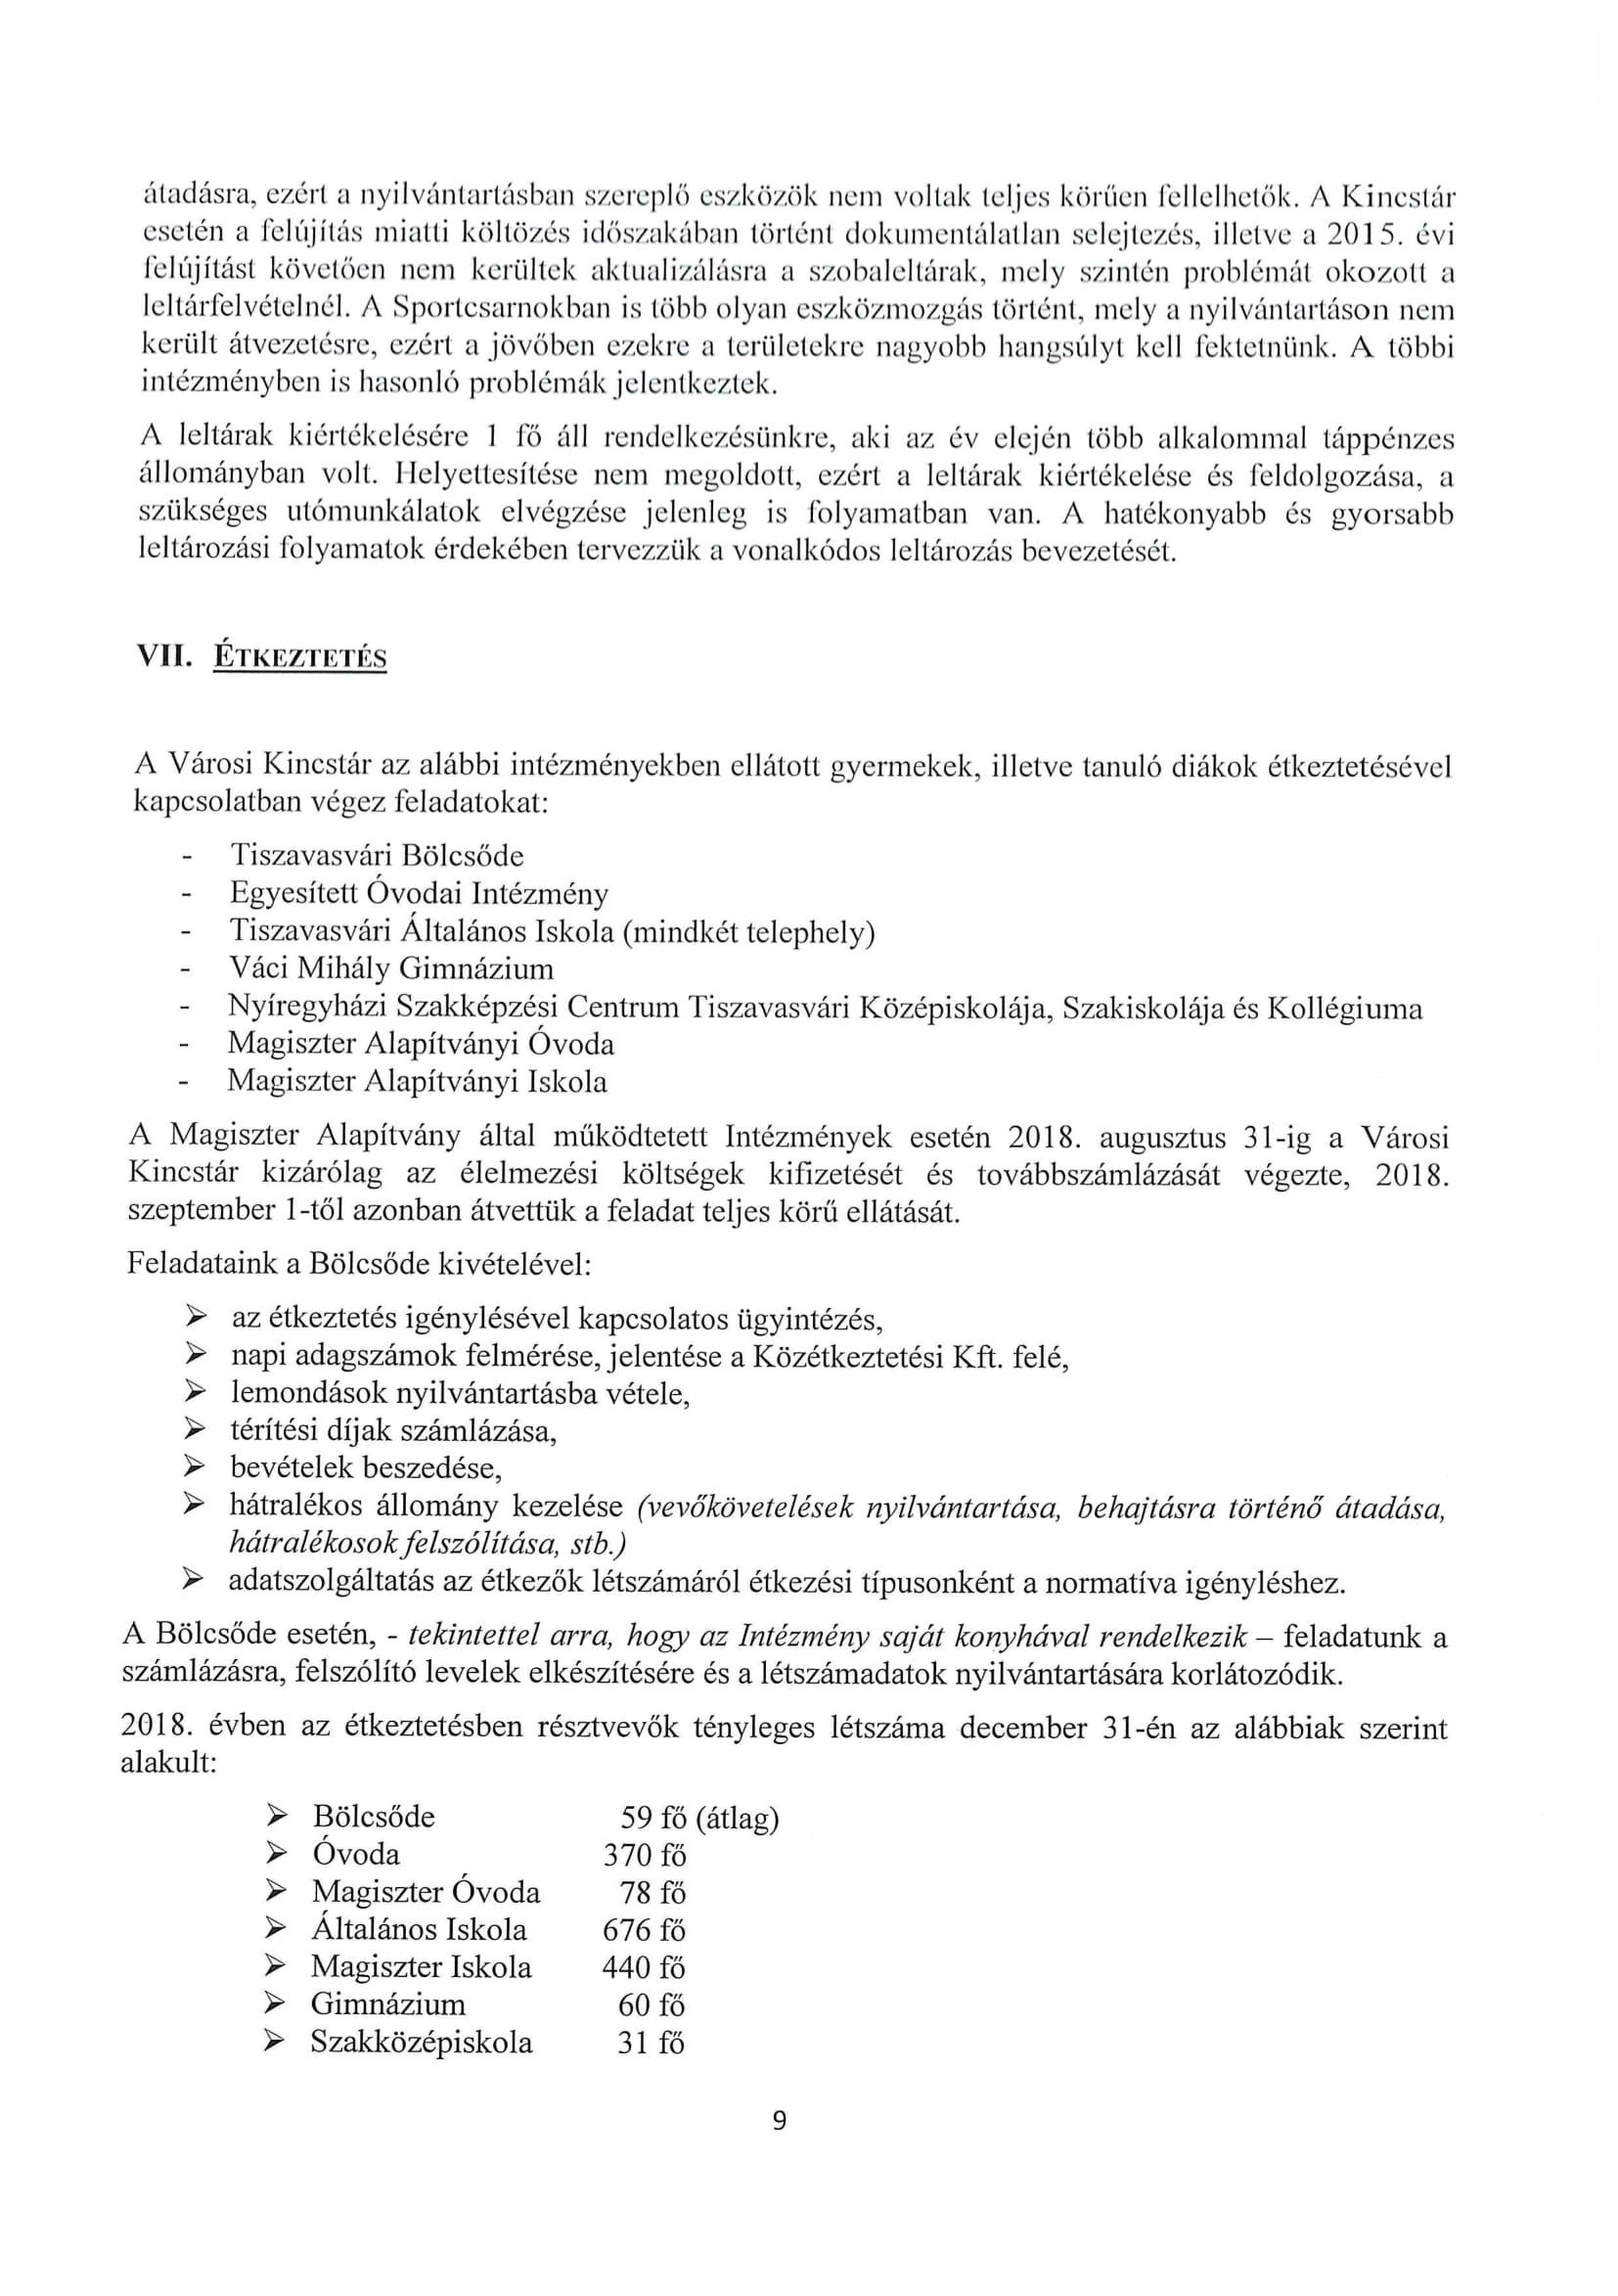 átadásra, ezért a nyilvántartásban szereplő eszközök nem voltak teljes körűen fellelhetők. A Kincstár
esetén a felújítás miatti költözés időszakában történt dokumentálatlan selejtezés, illetve a 2015. évi
felújítást követően nem kerültek aktualizálásra a szobaleltárak, mely szintén problémát okozott a
leltárfelvételnél. A Sportcsarnokban is több olyan eszközmozgás történt, mely a nyilvántartáson nem
került átvezetésre, ezért a jövőben ezekre a területekre nagyobb hangsúlyt kell fektetnünk. A többi
intézményben is hasonló problémák jelentkeztek.
A leltárak kiértékelésére 1 fő áll rendelkezésünkre, aki az év elején több alkalommal táppénzes
állományban volt. Helyettesítése nem megoldott, ezért a leltárak kiértékelése és feldolgozása, a
szükséges utómunkálatok elvégzése jelenleg is folyamatban van. A hatékonyabb és gyorsabb
leltározási folyamatok érdekében tervezzük a vonalkódos leltározás bevezetését.
VII. ÉTKEZTETÉS
A Városi Kincstár az alábbi intézményekben ellátott gyermekek, illetve tanuló diákok étkeztetésével
kapcsolatban végez feladatokat:
- Tiszavasvári Bölcsőde
- Egyesített Óvodai Intézmény
- Tiszavasvári Általános Iskola (mindkét telephely)
- Váci Mihály Gimnázium
- Nyíregyházi Szakképzési Centrum Tiszavasvári Középiskolája, Szakiskolája és Kollégiuma
- Magiszter Alapítványi Óvoda
- Magiszter Alapítványi Iskola
A Magiszter Alapítvány által működtetett Intézmények esetén 2018. augusztus 31-ig a Városi
Kincstár kizárólag az élelmezési költségek kifizetését és továbbszámlázását végezte, 2018.
szeptember 1-től azonban átvettük a feladat teljes körű ellátását.
Feladataink a Bölcsőde kivételével:
➢ az étkeztetés igénylésével kapcsolatos ügyintézés,
➢ napi adagszámok felmérése, jelentése a Közétkeztetési Kft. felé,
➢ lemondások nyilvántartásba vétele,
➢ térítési díjak számlázása,
➢ bevételek beszedése,
➢ hátralékos állomány kezelése (vevőkövetelések nyilvántartása, behajtásra történő átadása,
hátralékosok felszólítása, stb.)
➢ adatszolgáltatás az étkezők létszámáról étkezési típusonként a normatíva igényléshez.
A Bölcsőde esetén, - tekintettel arra, hogy az Intézmény saját konyhával rendelkezik – feladatunk a
számlázásra, felszólító levelek elkészítésére és a létszámadatok nyilvántartására korlátozódik.
2018. évben az étkeztetésben résztvevők tényleges létszáma december 31-én az alábbiak szerint
alakult:
➢ Bölcsőde 59 fő (átlag)
➢ Óvoda 370 fő
➢ Magiszter Óvoda 78 fő
➢ Általános Iskola 676 fő
➢ Magiszter Iskola 440 fő
➢ Gimnázium 60 fő
➢ Szakközépiskola 31 fő
9